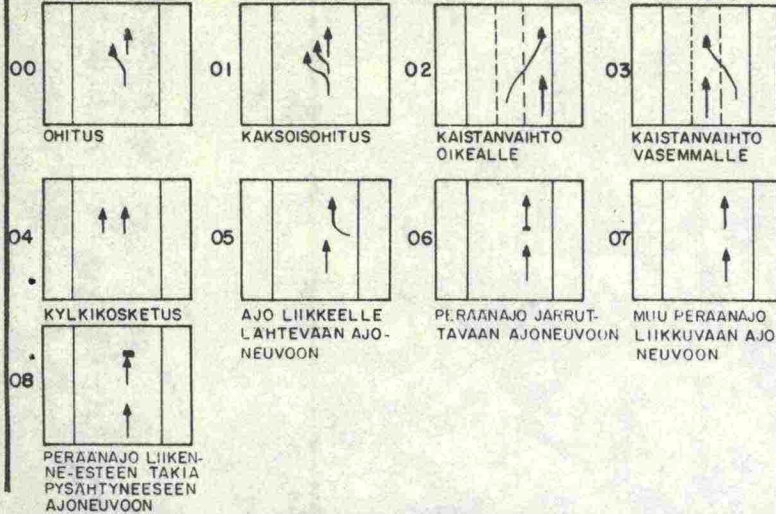 00
OHITUS
01
KAKSOISOHITUS
02
KAISTANVAIHTO
OIKEALLE
03
KAISTANVAIHTO
VASEMMALLE
04
KYLKIKOSKETUS
05
AJO LIIKKEELLE
LÄHTEVÄÄN AJO-
NEUVOON
06
PERÄÄNAJO JARRUT-
TAVAAN AJONEUVOON
07
MUU PERÄÄNAJO
LIIKKUVAAN AJO
NEUVOON
08
PERÄÄNAJO LIIKEN-
NE-ESTEEN TAKIA
PYSÄHTYNEESEEN
AJONEUVOON